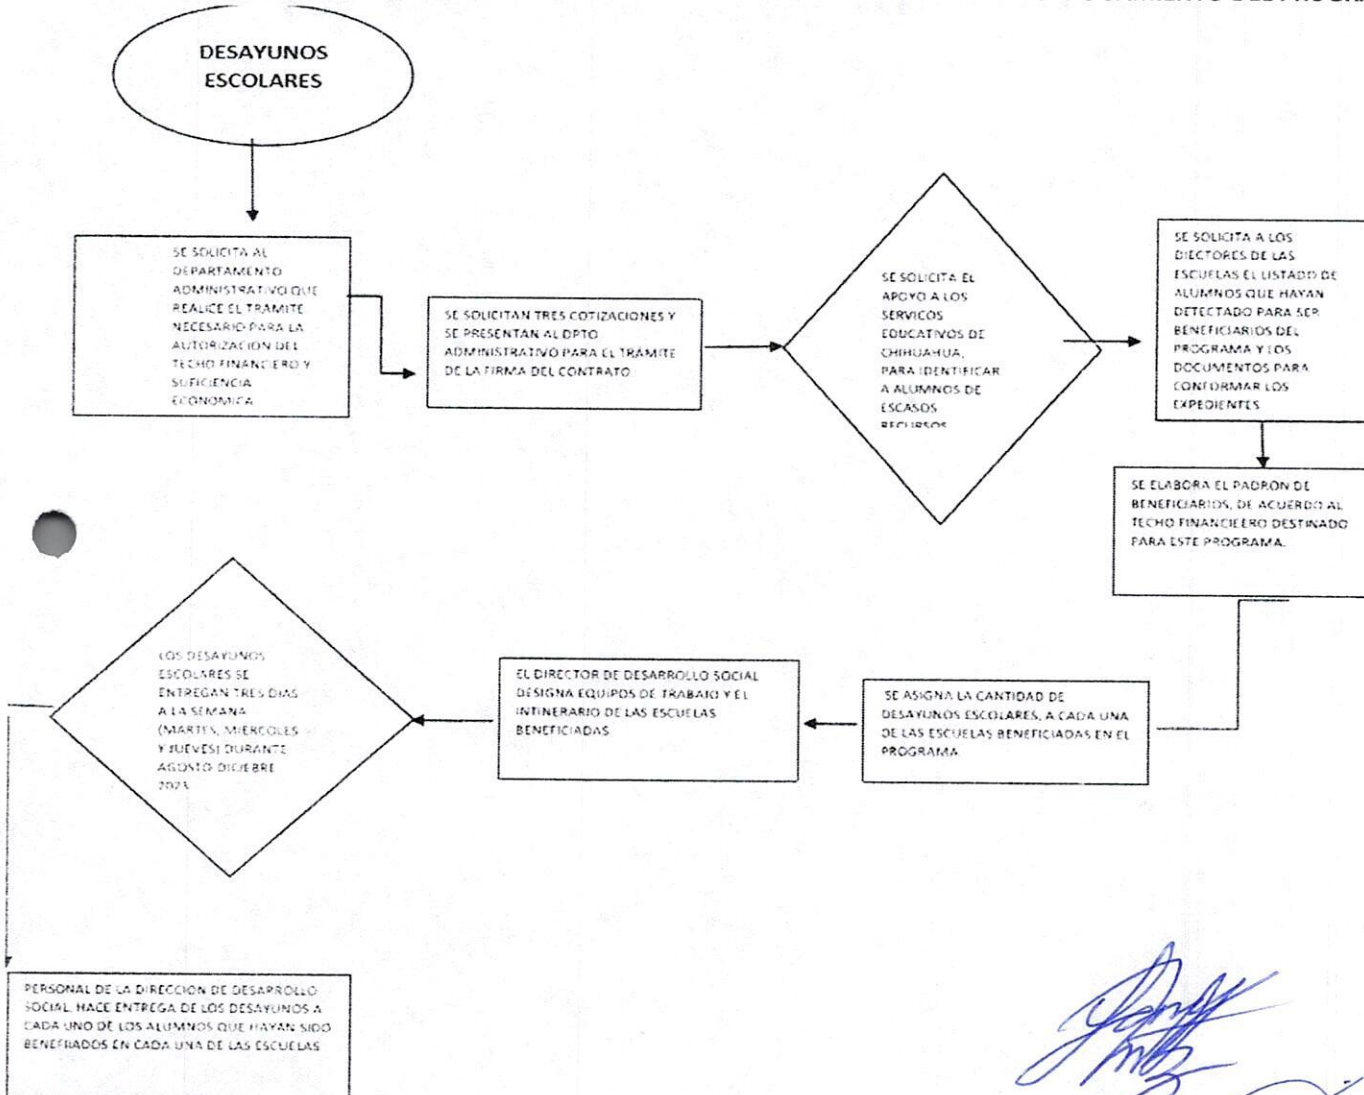 DESAYUNOS
ESCOLARES
SE SOLICITA AL
DEPARTAMENTO
ADMINISTRATIVO QUE
REALICE EL TRAMITE
NECESARIO PARA LA
AUTORIZACION DEL
TECHO FINANCIERO Y
SUFICIENCIA
ECONOMICA
SE SOLICITAN TRES COTIZACIONES Y
SE PRESENTAN AL DPTO
ADMINISTRATIVO PARA EL TRAMITE
DE LA FIRMA DEL CONTRATO
SE SOLICITA EL
APOYO A LOS
SERVICOS
EDUCATIVOS DE
CHIHUAHUA,
PARA IDENTIFICAR
A ALUMNOS DE
ESCASOS
RECURSOS
SE SOLICITA A LOS
DIECTORES DE LAS
ESCUELAS EL LISTADO DE
ALUMNOS QUE HAYAN
DETECTADO PARA SER
BENEFICIARIOS DEL
PROGRAMA Y LOS
DOCUMENTOS PARA
CONFORMAR LOS
EXPEDIENTES
SE ELABORA EL PADRON DE
BENEFICIARIOS, DE ACUERDO AL
TECHO FINANCIEERO DESTINADO
PARA ESTE PROGRAMA.
SE ASIGNA LA CANTIDAD DE
DESAYUNOS ESCOLARES, A CADA UNA
DE LAS ESCUELAS BENEFICIADAS EN EL
PROGRAMA
EL DIRECTOR DE DESARROLLO SOCIAL
DESIGNA EQUIPOS DE TRABAJO Y EL
INTINERARIO DE LAS ESCUELAS
BENEFICIADAS
LOS DESAYUNOS
ESCOLARES SE
ENTREGAN TRES DIAS
A LA SEMANA
(MARTES, MIERCOLES
Y JUEVES) DURANTE
AGOSTO-DICIEBRE
2023
PERSONAL DE LA DIRECCION DE DESARROLLO
SOCIAL, HACE ENTREGA DE LOS DESAYUNOS A
CADA UNO DE LOS ALUMNOS QUE HAYAN SIDO
BENEFIADOS EN CADA UNA DE LAS ESCUELAS